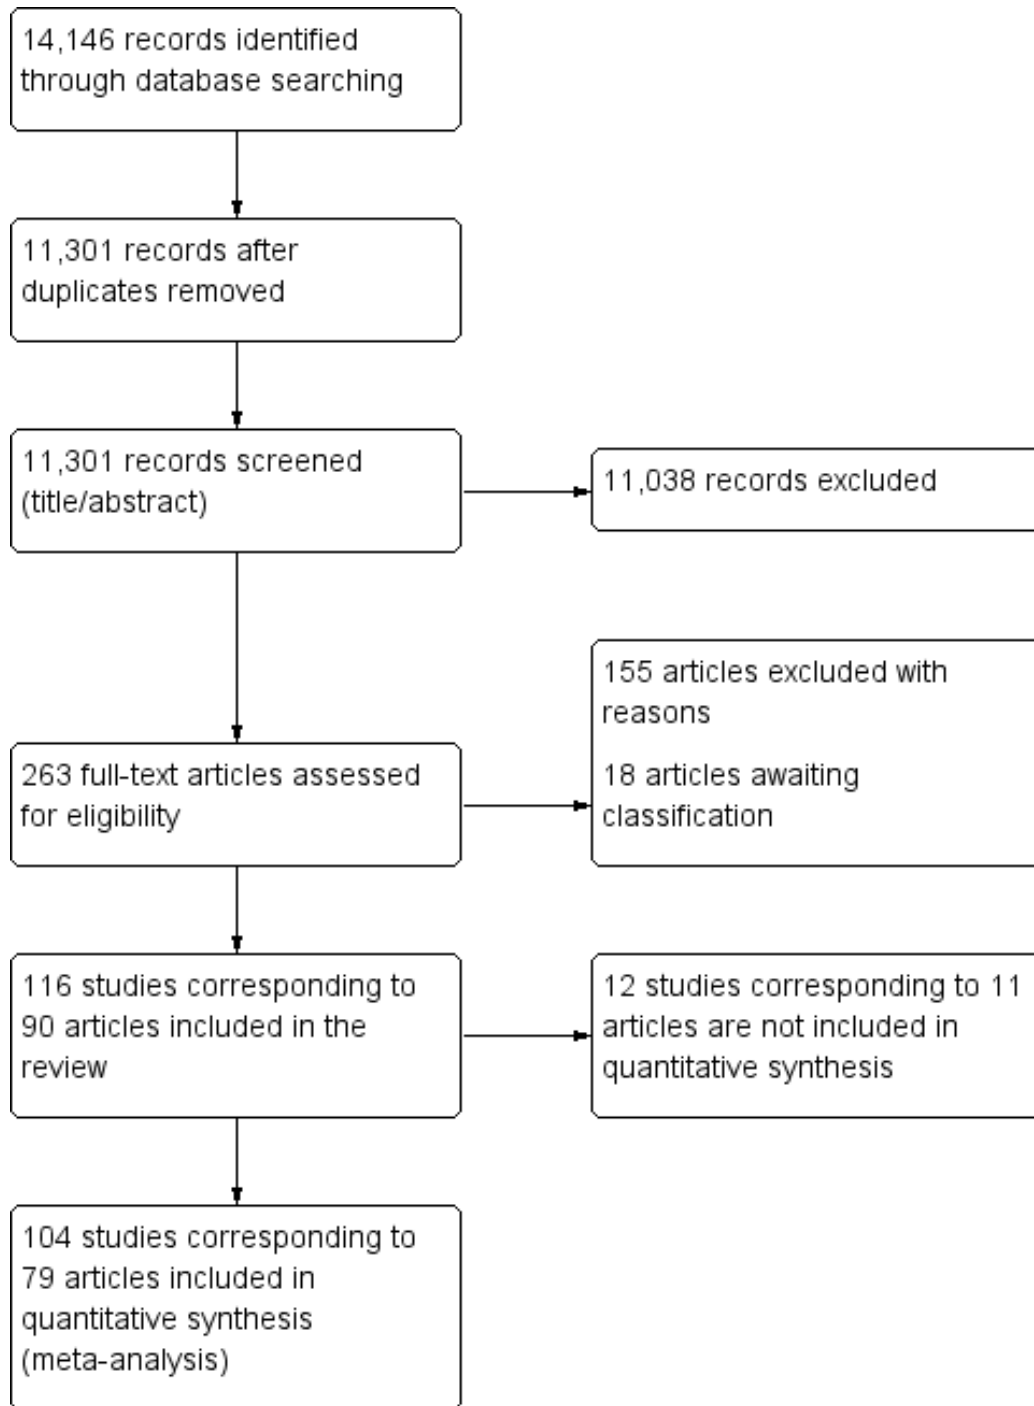 14,146 records identified
through database searching
11,301 records after
duplicates removed
11,301 records screened
(title/abstract)
11,038 records excluded
155 articles excluded with
reasons
18 articles awaiting
classification
263 full-text articles assessed
for eligibility
116 studies corresponding to
90 articles included in the
review
12 studies corresponding to 11
articles are not included in
quantitative synthesis
104 studies corresponding to
79 articles included in
quantitative synthesis
(meta-analysis)